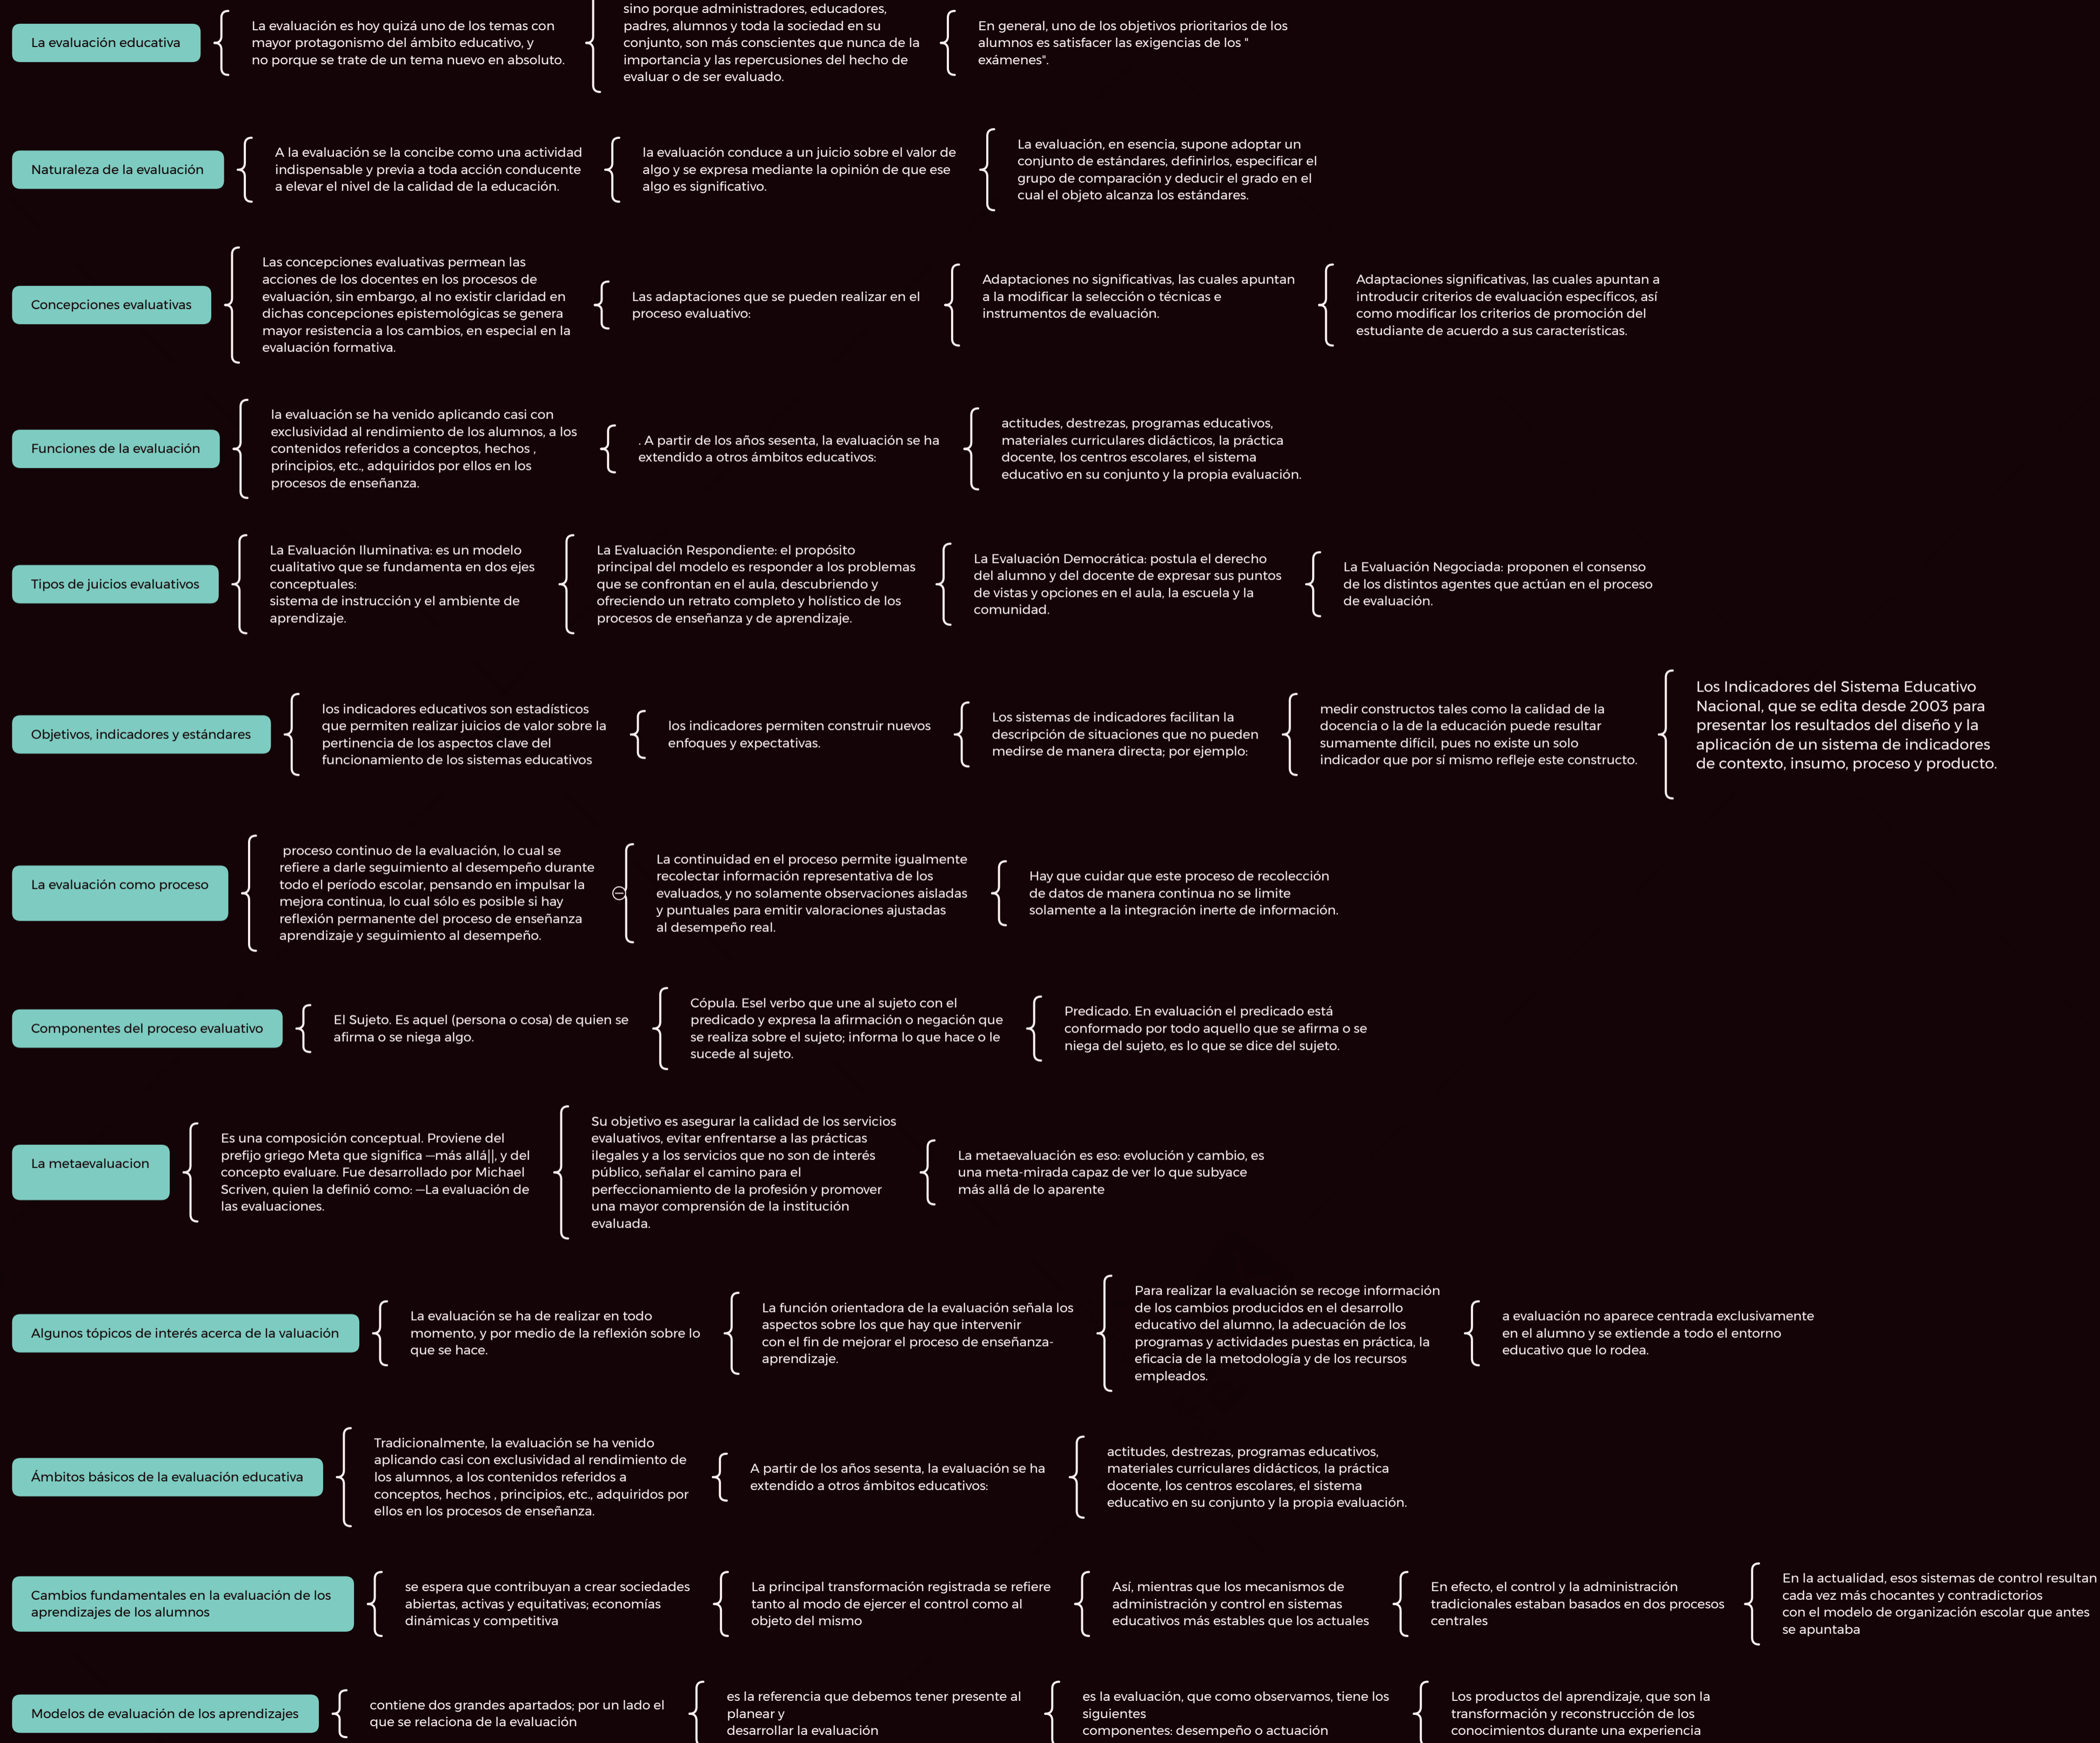 La evaluación educativa
La evaluación es hoy quizá uno de los temas con
mayor protagonismo del ámbito educativo, y
no porque se trate de un tema nuevo en absoluto.
sino porque administradores, educadores,
padres, alumnos y toda la sociedad en su
conjunto, son más conscientes que nunca de la
importancia y las repercusiones del hecho de
evaluar o de ser evaluado.
En general, uno de los objetivos prioritarios de los
alumnos es satisfacer las exigencias de los "
exámenes".
Naturaleza de la evaluación
A la evaluación se la concibe como una actividad
indispensable y previa a toda acción conducente
a elevar el nivel de la calidad de la educación.
la evaluación conduce a un juicio sobre el valor de
algo y se expresa mediante la opinión de que ese
algo es significativo.
La evaluación, en esencia, supone adoptar un
conjunto de estándares, definirlos, especificar el
grupo de comparación y deducir el grado en el
cual el objeto alcanza los estándares.
Concepciones evaluativas
Las concepciones evaluativas permean las
acciones de los docentes en los procesos de
evaluación, sin embargo, al no existir claridad en
dichas concepciones epistemológicas se genera
mayor resistencia a los cambios, en especial en la
evaluación formativa.
Las adaptaciones que se pueden realizar en el
proceso evaluativo:
Adaptaciones no significativas, las cuales apuntan
a la modificar la selección o técnicas e
instrumentos de evaluación.
Adaptaciones significativas, las cuales apuntan a
introducir criterios de evaluación específicos, así
como modificar los criterios de promoción del
estudiante de acuerdo a sus características.
Funciones de la evaluación
la evaluación se ha venido aplicando casi con
exclusividad al rendimiento de los alumnos, a los
contenidos referidos a conceptos, hechos ,
principios, etc., adquiridos por ellos en los
procesos de enseñanza.
. A partir de los años sesenta, la evaluación se ha
extendido a otros ámbitos educativos:
actitudes, destrezas, programas educativos,
materiales curriculares didácticos, la práctica
docente, los centros escolares, el sistema
educativo en su conjunto y la propia evaluación.
Tipos de juicios evaluativos
La Evaluación Iluminativa: es un modelo
cualitativo que se fundamenta en dos ejes
conceptuales:
sistema de instrucción y el ambiente de
aprendizaje.
La Evaluación Respondiente: el propósito
principal del modelo es responder a los problemas
que se confrontan en el aula, descubriendo y
ofreciendo un retrato completo y holístico de los
procesos de enseñanza y de aprendizaje.
La Evaluación Democrática: postula el derecho
del alumno y del docente de expresar sus puntos
de vistas y opciones en el aula, la escuela y la
comunidad.
La Evaluación Negociada: proponen el consenso
de los distintos agentes que actúan en el proceso
de evaluación.
Objetivos, indicadores y estándares
los indicadores educativos son estadísticos
que permiten realizar juicios de valor sobre la
pertinencia de los aspectos clave del
funcionamiento de los sistemas educativos
los indicadores permiten construir nuevos
enfoques y expectativas.
Los sistemas de indicadores facilitan la
descripción de situaciones que no pueden
medirse de manera directa; por ejemplo:
medir constructos tales como la calidad de la
docencia o la de la educación puede resultar
sumamente difícil, pues no existe un solo
indicador que por sí mismo refleje este constructo.
Los Indicadores del Sistema Educativo
Nacional, que se edita desde 2003 para
presentar los resultados del diseño y la
aplicación de un sistema de indicadores
de contexto, insumo, proceso y producto.
La evaluación como proceso
proceso continuo de la evaluación, lo cual se
refiere a darle seguimiento al desempeño durante
todo el período escolar, pensando en impulsar la
mejora continua, lo cual sólo es posible si hay
reflexión permanente del proceso de enseñanza
aprendizaje y seguimiento al desempeño.
La continuidad en el proceso permite igualmente
recolectar información representativa de los
evaluados, y no solamente observaciones aisladas
y puntuales para emitir valoraciones ajustadas
al desempeño real.
Hay que cuidar que este proceso de recolección
de datos de manera continua no se limite
solamente a la integración inerte de información.
Componentes del proceso evaluativo
El Sujeto. Es aquel (persona o cosa) de quien se
afirma o se niega algo.
Cópula. Esel verbo que une al sujeto con el
predicado y expresa la afirmación o negación que
se realiza sobre el sujeto; informa lo que hace o le
sucede al sujeto.
Predicado. En evaluación el predicado está
conformado por todo aquello que se afirma o se
niega del sujeto, es lo que se dice del sujeto.
La metaevaluacion
Es una composición conceptual. Proviene del
prefijo griego Meta que significa ―más allá||, y del
concepto evaluare. Fue desarrollado por Michael
Scriven, quien la definió como: ―La evaluación de
las evaluaciones.
Su objetivo es asegurar la calidad de los servicios
evaluativos, evitar enfrentarse a las prácticas
ilegales y a los servicios que no son de interés
público, señalar el camino para el
perfeccionamiento de la profesión y promover
una mayor comprensión de la institución
evaluada.
La metaevaluación es eso: evolución y cambio, es
una meta-mirada capaz de ver lo que subyace
más allá de lo aparente
Algunos tópicos de interés acerca de la valuación
La evaluación se ha de realizar en todo
momento, y por medio de la reflexión sobre lo
que se hace.
La función orientadora de la evaluación señala los
aspectos sobre los que hay que intervenir
con el fin de mejorar el proceso de enseñanza-
aprendizaje.
Para realizar la evaluación se recoge información
de los cambios producidos en el desarrollo
educativo del alumno, la adecuación de los
programas y actividades puestas en práctica, la
eficacia de la metodología y de los recursos
empleados.
a evaluación no aparece centrada exclusivamente
en el alumno y se extiende a todo el entorno
educativo que lo rodea.
Ámbitos básicos de la evaluación educativa
Tradicionalmente, la evaluación se ha venido
aplicando casi con exclusividad al rendimiento de
los alumnos, a los contenidos referidos a
conceptos, hechos , principios, etc., adquiridos por
ellos en los procesos de enseñanza.
A partir de los años sesenta, la evaluación se ha
extendido a otros ámbitos educativos:
actitudes, destrezas, programas educativos,
materiales curriculares didácticos, la práctica
docente, los centros escolares, el sistema
educativo en su conjunto y la propia evaluación.
Cambios fundamentales en la evaluación de los
aprendizajes de los alumnos
se espera que contribuyan a crear sociedades
abiertas, activas y equitativas; economías
dinámicas y competitiva
La principal transformación registrada se refiere
tanto al modo de ejercer el control como al
objeto del mismo
Así, mientras que los mecanismos de
administración y control en sistemas
educativos más estables que los actuales
En efecto, el control y la administración
tradicionales estaban basados en dos procesos
centrales
En la actualidad, esos sistemas de control resultan
cada vez más chocantes y contradictorios
con el modelo de organización escolar que antes
se apuntaba
Modelos de evaluación de los aprendizajes
contiene dos grandes apartados; por un lado el
que se relaciona de la evaluación
es la referencia que debemos tener presente al
planear y
desarrollar la evaluación
es la evaluación, que como observamos, tiene los
siguientes
componentes: desempeño o actuación
Los productos del aprendizaje, que son la
transformación y reconstrucción de los
conocimientos durante una experiencia